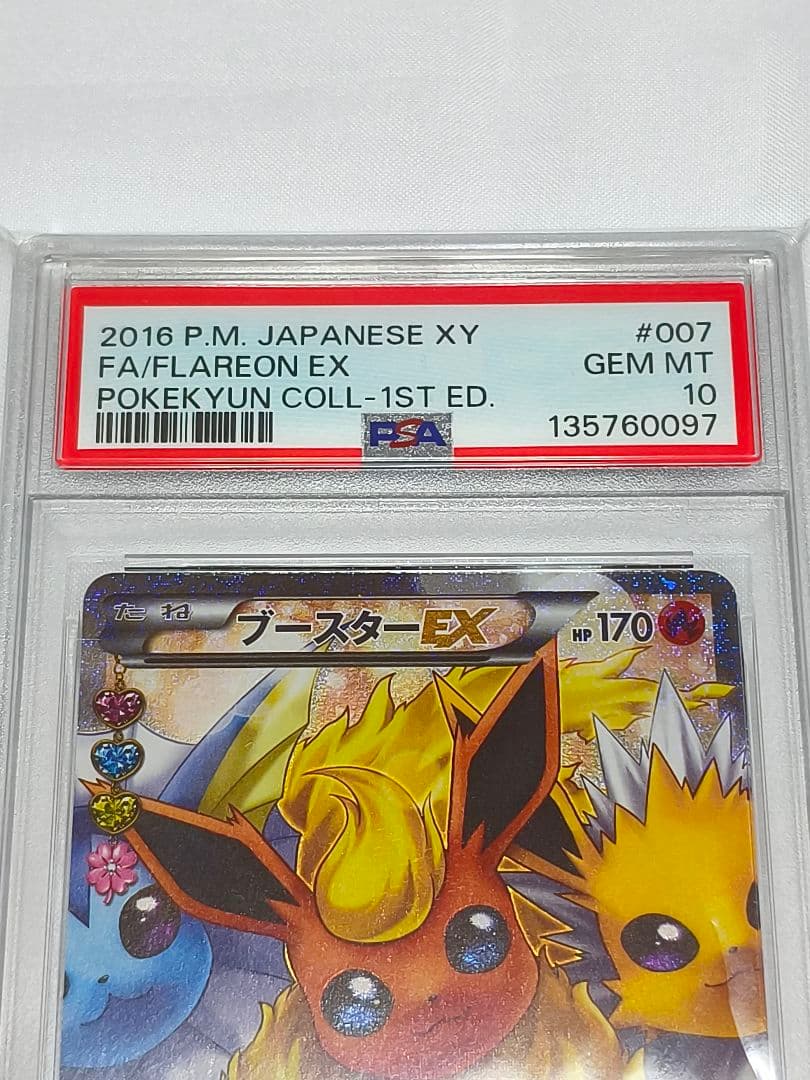 2016 P.M. JAPANESE XY #007
FA/FLAREON EX GEM MT
POKEKYUN COLL-1ST ED. 10
PSA 135760097
たね ブースターEX HP 170